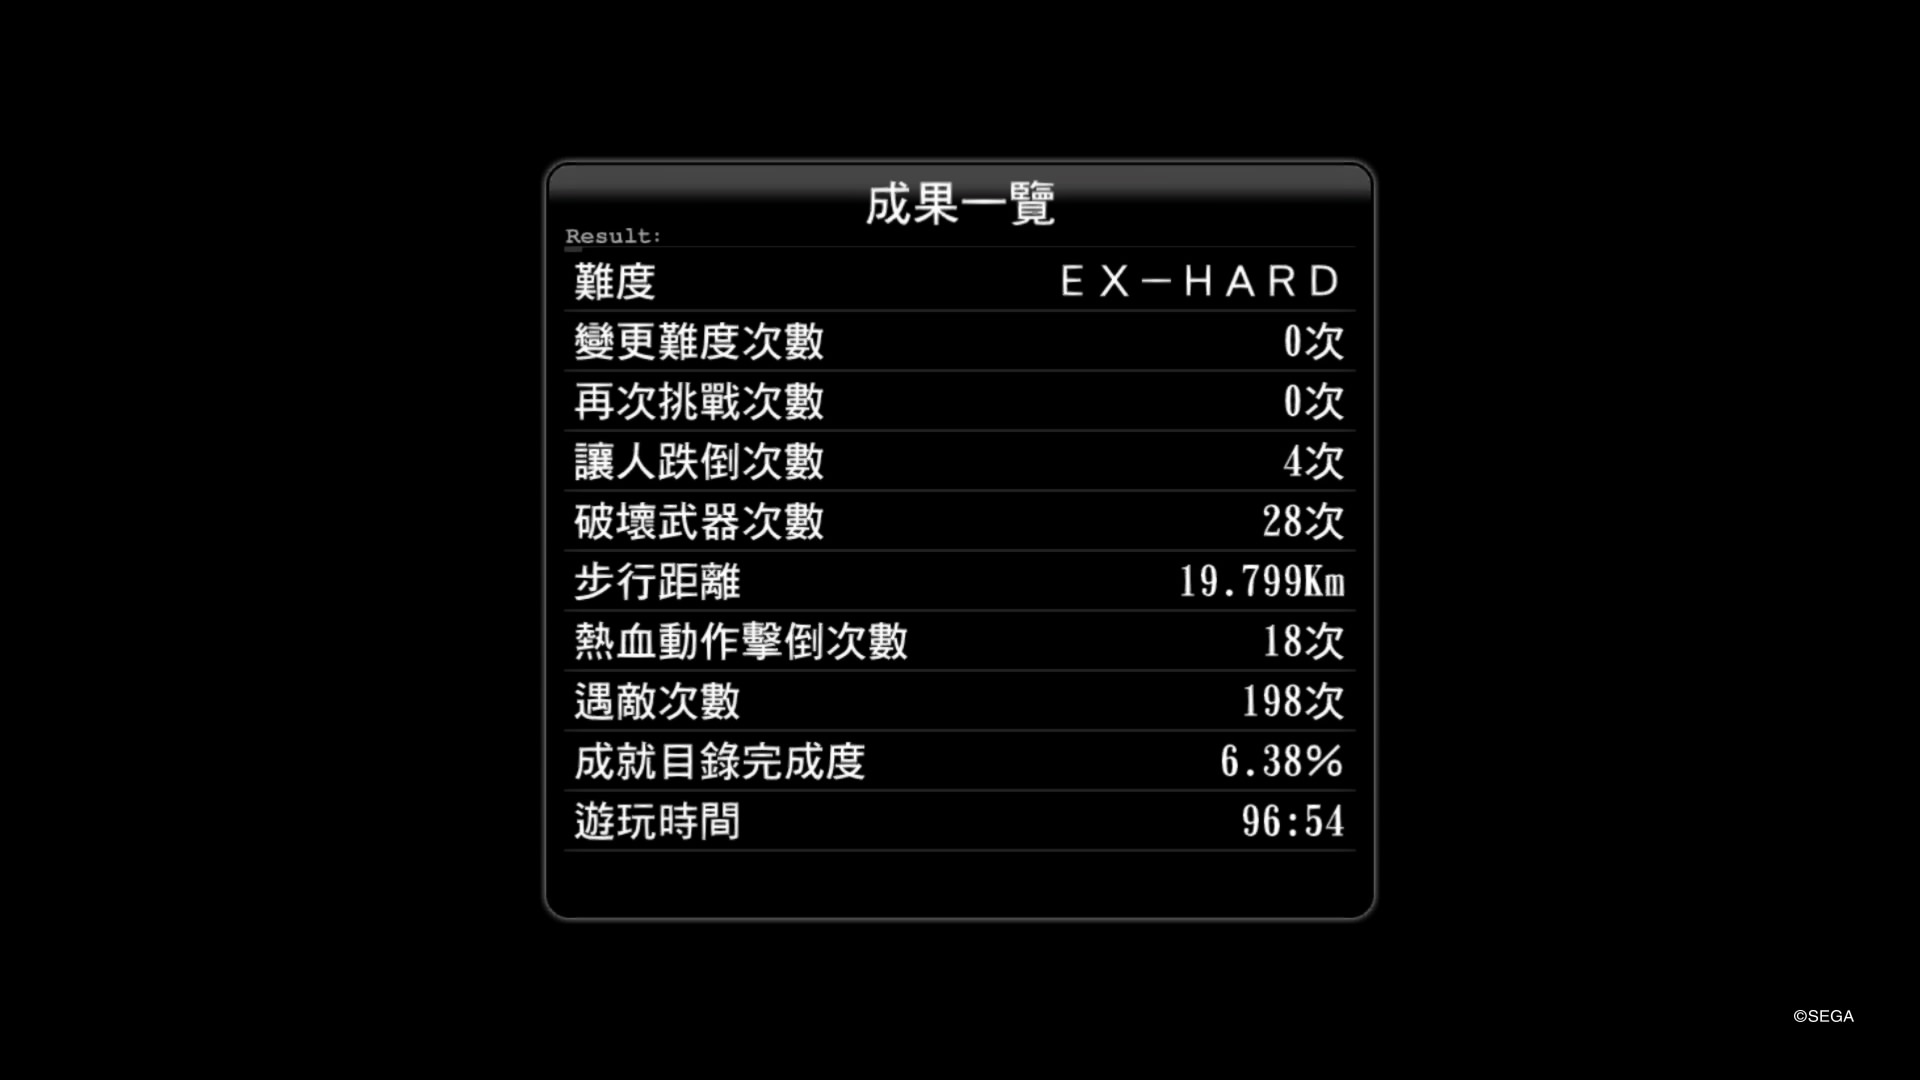 成果一覽
Result:
難度 ＥＸ－ＨＡＲＤ
變更難度次數 0次
再次挑戰次數 0次
讓人跌倒次數 4次
破壞武器次數 28次
步行距離 19.799Km
熱血動作擊倒次數 18次
遇敵次數 198次
成就目錄完成度 6.38%
遊玩時間 96:54
©SEGA